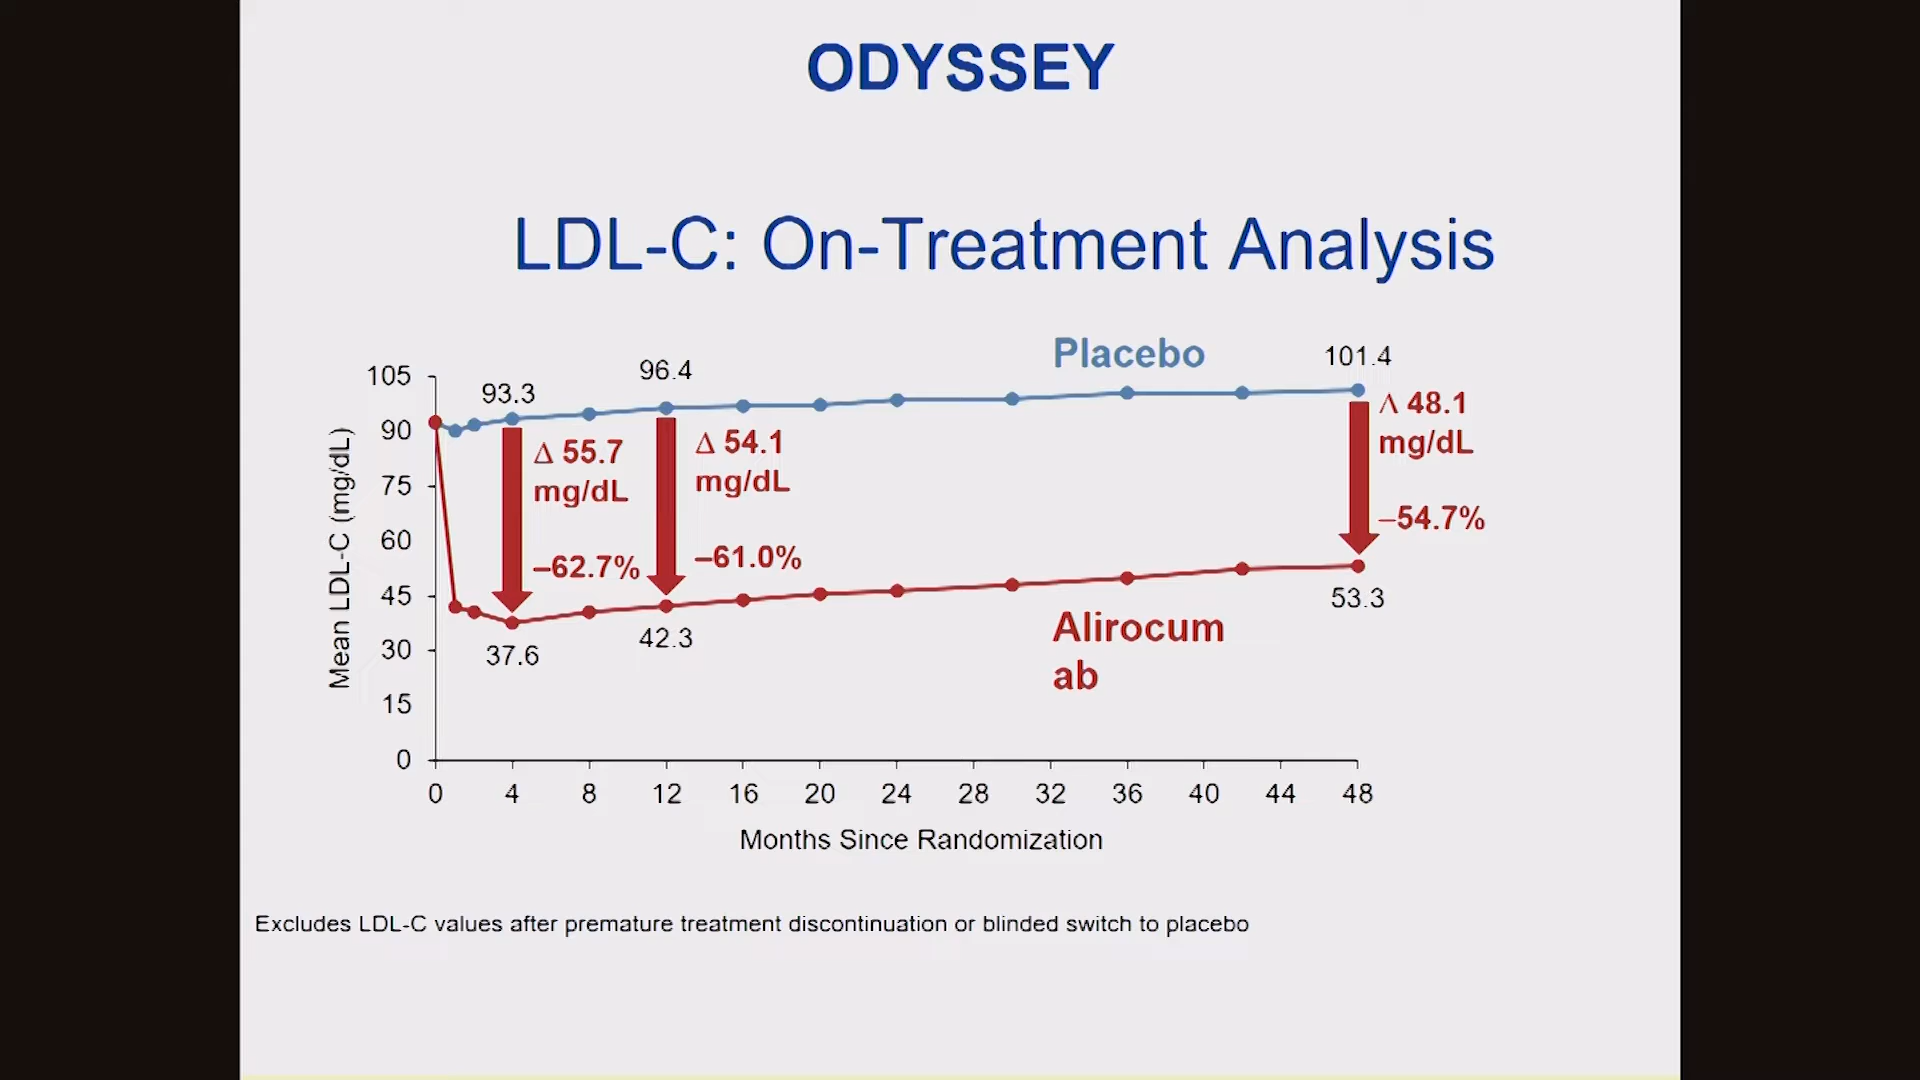 ODYSSEY
LDL-C: On-Treatment Analysis
Placebo
101.4
96.4
93.3
105
90
75
60
45
30
15
0
Mean LDL-C (mg/dL)
Δ 55.7
mg/dL
–62.7%
Δ 54.1
mg/dL
–61.0%
Λ 48.1
mg/dL
–54.7%
37.6
42.3
53.3
Alirocum
ab
0 4 8 12 16 20 24 28 32 36 40 44 48
Months Since Randomization
Excludes LDL-C values after premature treatment discontinuation or blinded switch to placebo